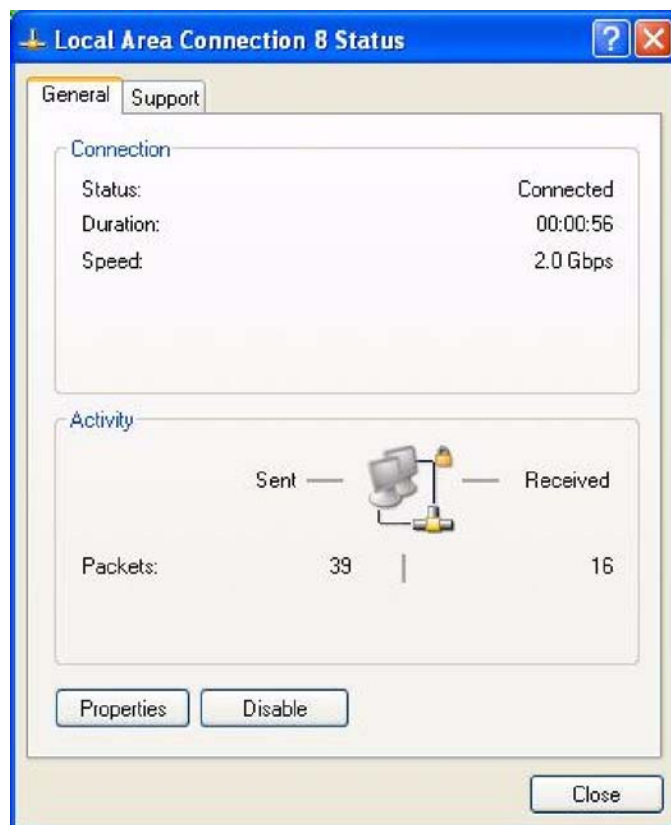 Local Area Connection 8 Status
General Support
Connection
Status: Connected
Duration: 00:00:56
Speed: 2.0 Gbps
Activity
Sent Received
Packets: 39 16
Properties Disable
Close